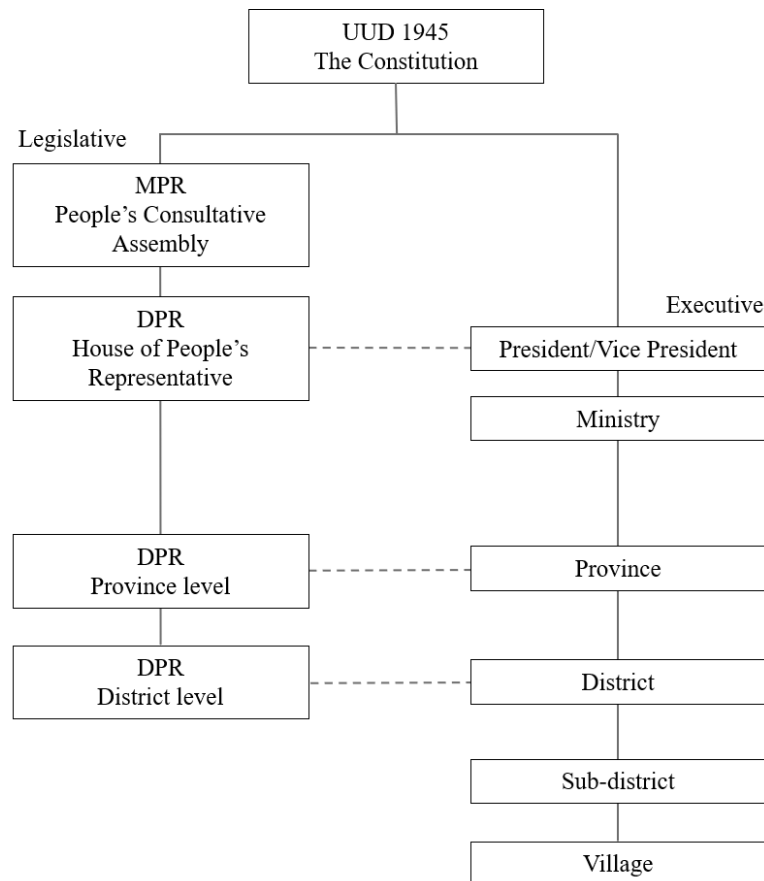 UUD 1945
The Constitution
Legislative
MPR
People's Consultative
Assembly
DPR
House of People's
Representative
Executive
President/Vice President
Ministry
DPR
Province level
Province
DPR
District level
District
Sub-district
Village